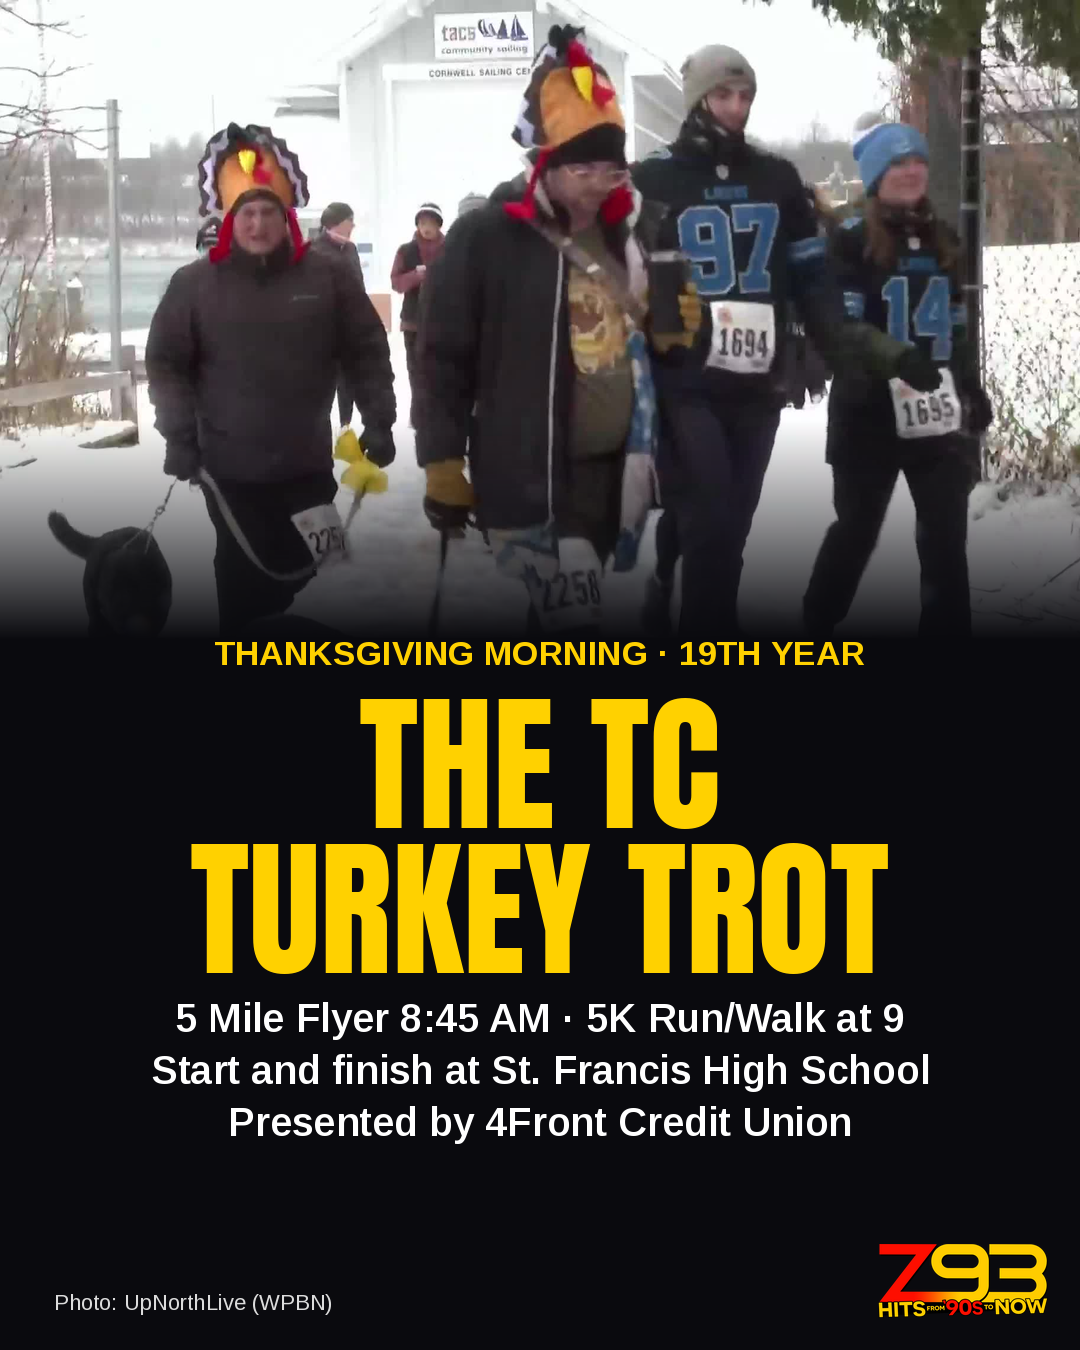 tacs
community sailing
CORNWELL SAILING CEN
LIONS
97
14
1694
1695
2258
THANKSGIVING MORNING · 19TH YEAR
THE TC
TURKEY TROT
5 Mile Flyer 8:45 AM · 5K Run/Walk at 9
Start and finish at St. Francis High School
Presented by 4Front Credit Union
Photo: UpNorthLive (WPBN)
Z93
HITS FROM '90S TO NOW